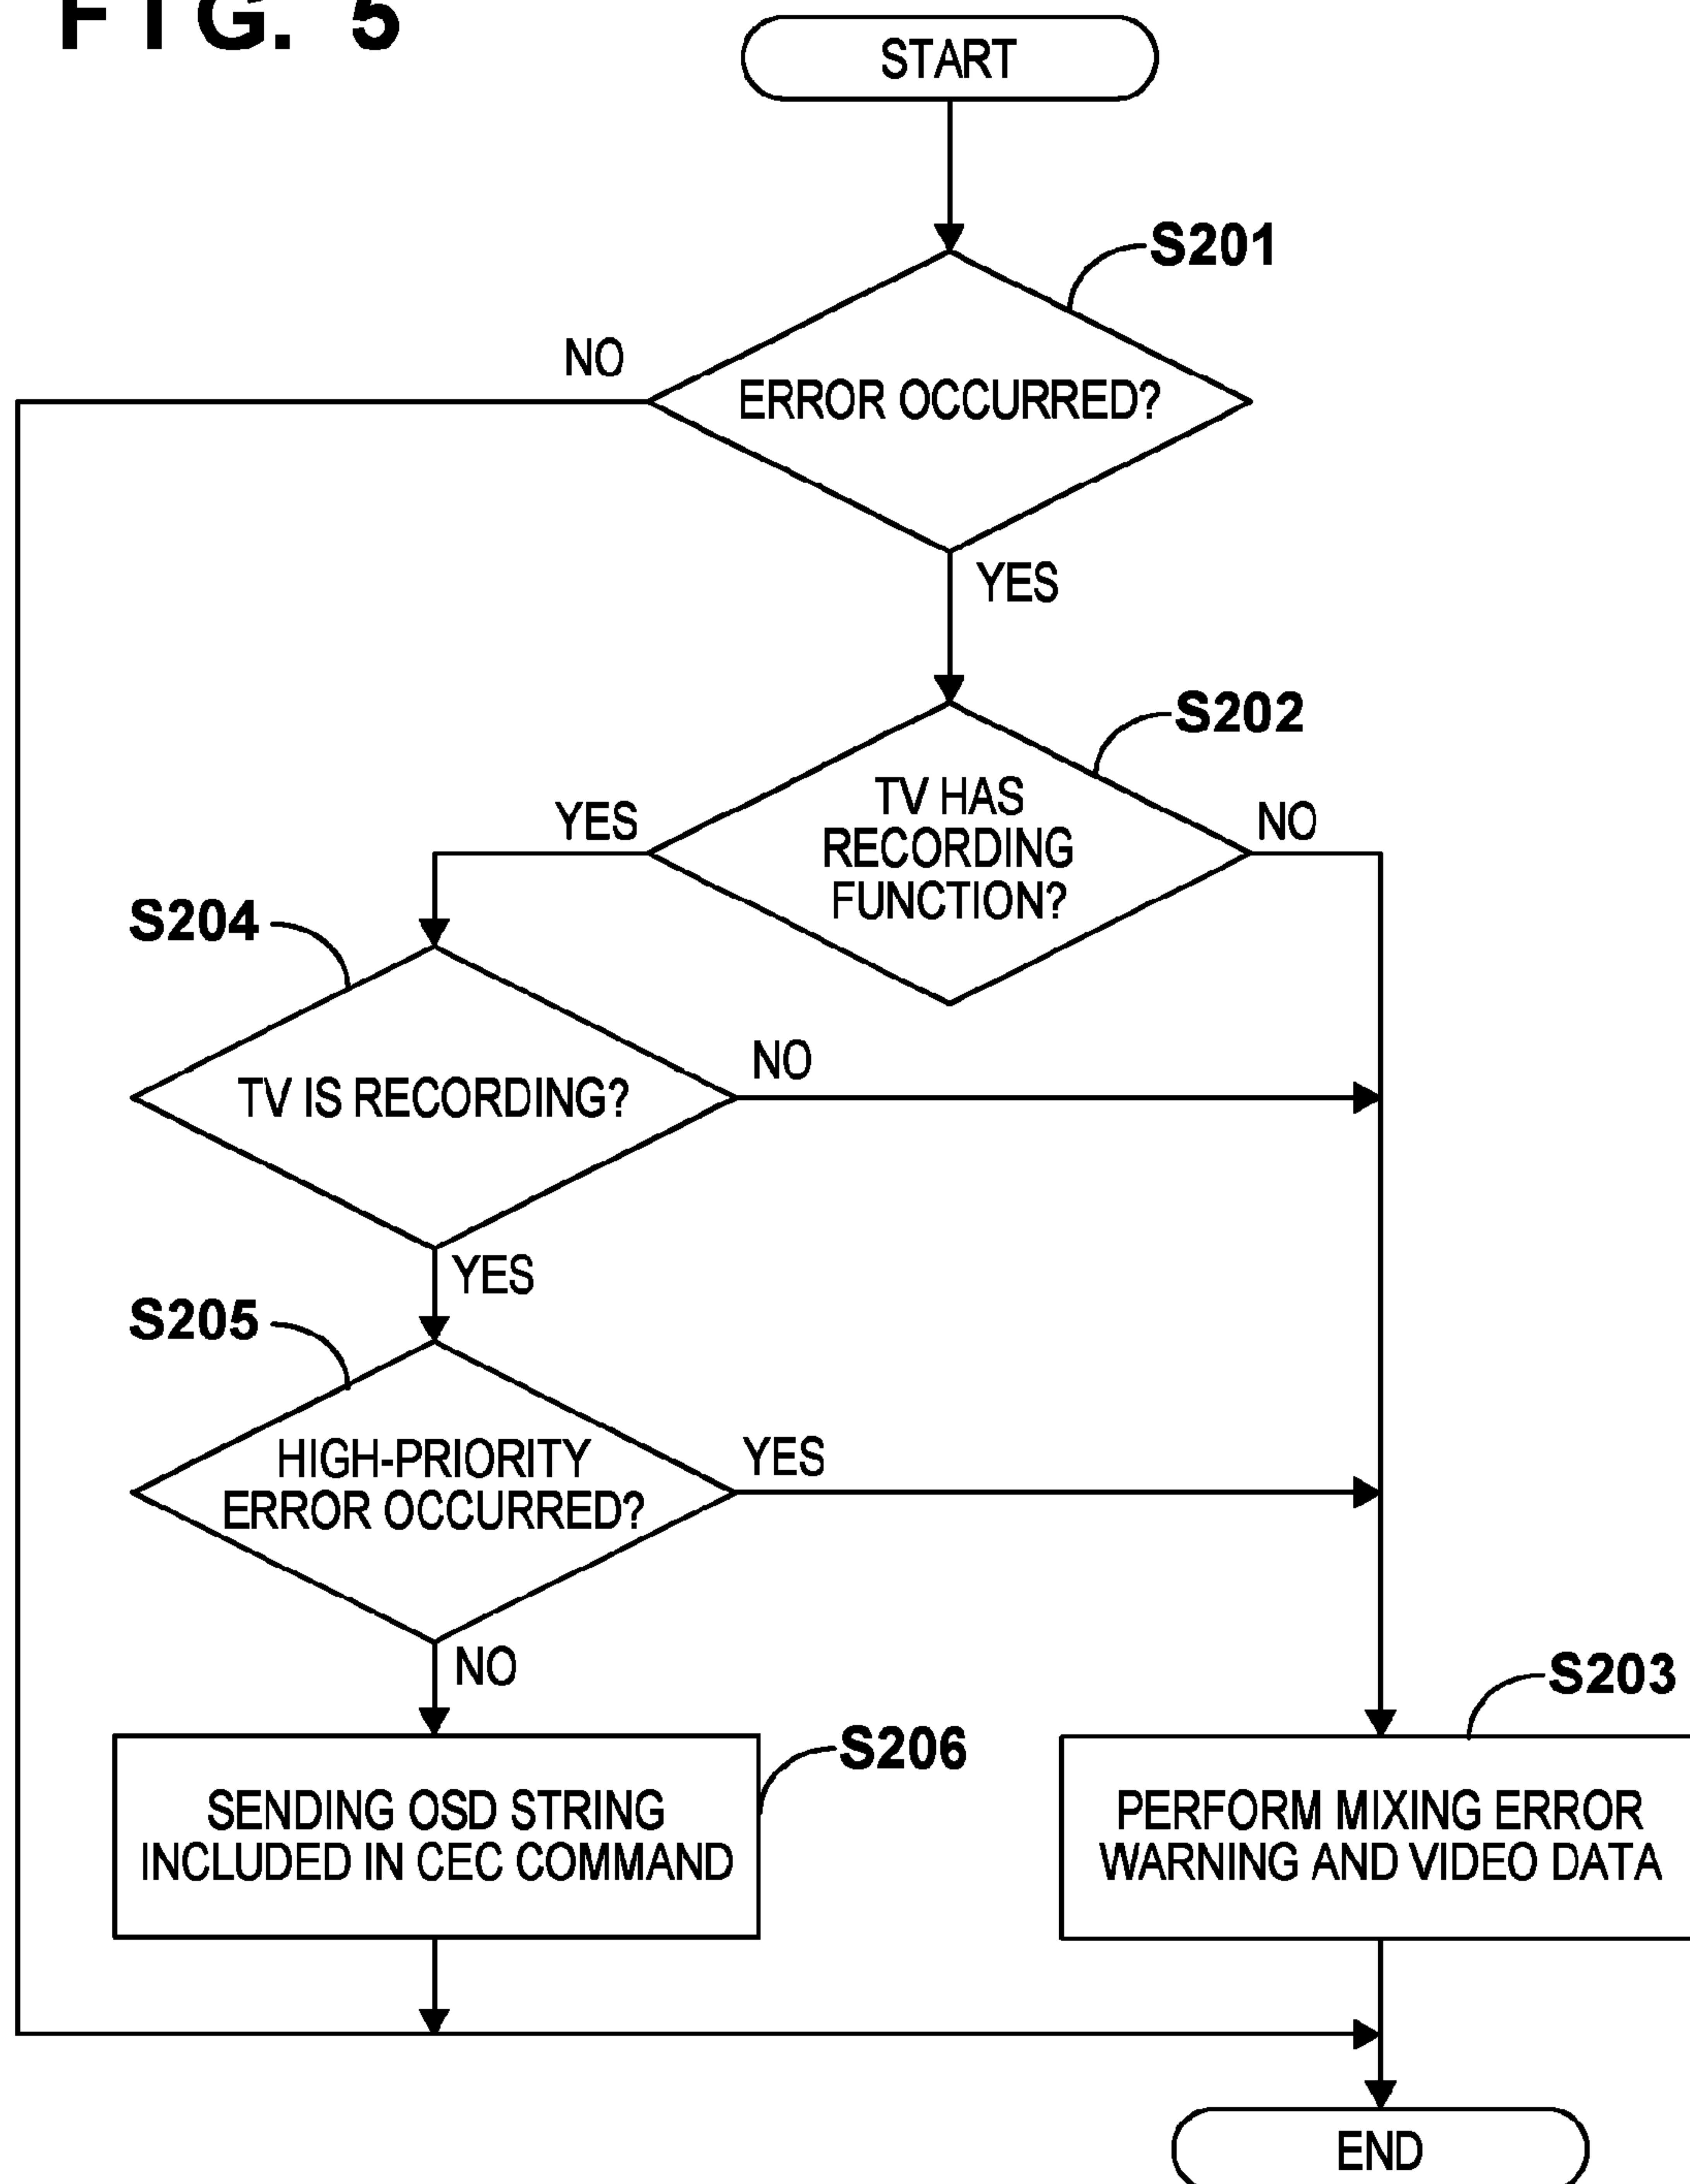 FIG. 5
START
S201
NO
ERROR OCCURRED?
YES
S202
YES
TV HAS
RECORDING
FUNCTION?
NO
S204
TV IS RECORDING?
NO
YES
S205
HIGH-PRIORITY
ERROR OCCURRED?
YES
NO
S203
S206
SENDING OSD STRING
INCLUDED IN CEC COMMAND
PERFORM MIXING ERROR
WARNING AND VIDEO DATA
END